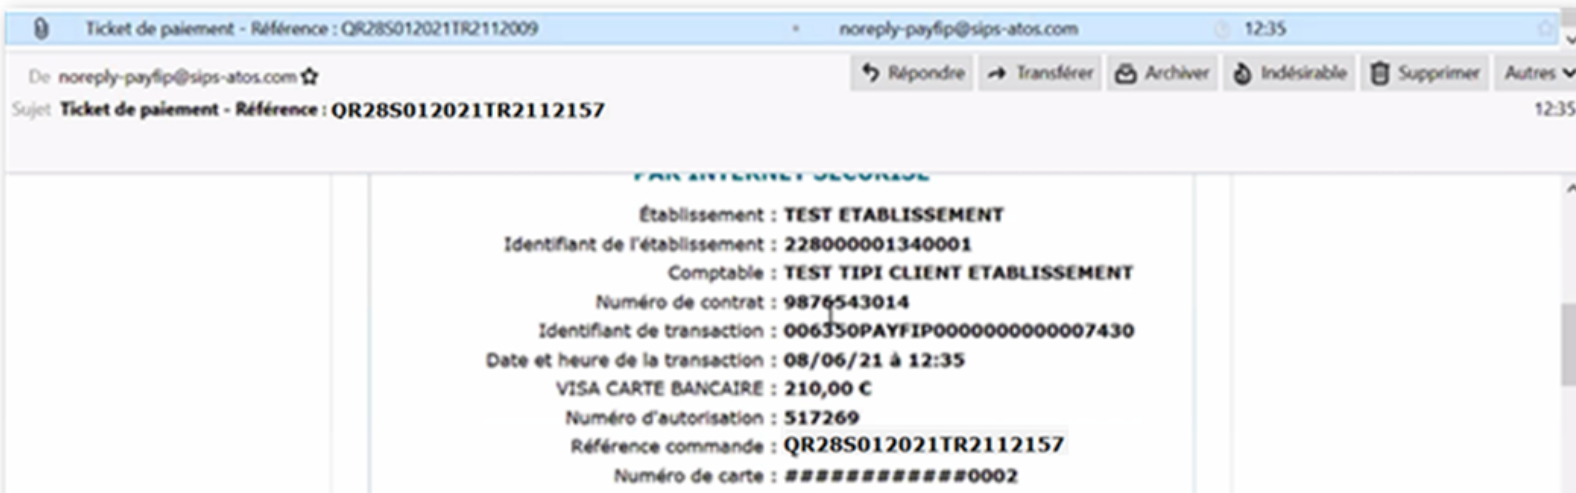 Ticket de paiement - Référence : QR28S012021TR2112009 noreply-payfip@sips-atos.com 12:35
De noreply-payfip@sips-atos.com Répondre Transférer Archiver Indésirable Supprimer Autres
Sujet Ticket de paiement - Référence : QR28S012021TR2112157 12:35
PAR INTERNET SECURISE
Établissement : TEST ETABLISSEMENT
Identifiant de l'établissement : 228000001340001
Comptable : TEST TIPI CLIENT ETABLISSEMENT
Numéro de contrat : 9876543014
Identifiant de transaction : 006350PAYFIP0000000000007430
Date et heure de la transaction : 08/06/21 à 12:35
VISA CARTE BANCAIRE : 210,00 €
Numéro d'autorisation : 517269
Référence commande : QR28S012021TR2112157
Numéro de carte : ############0002